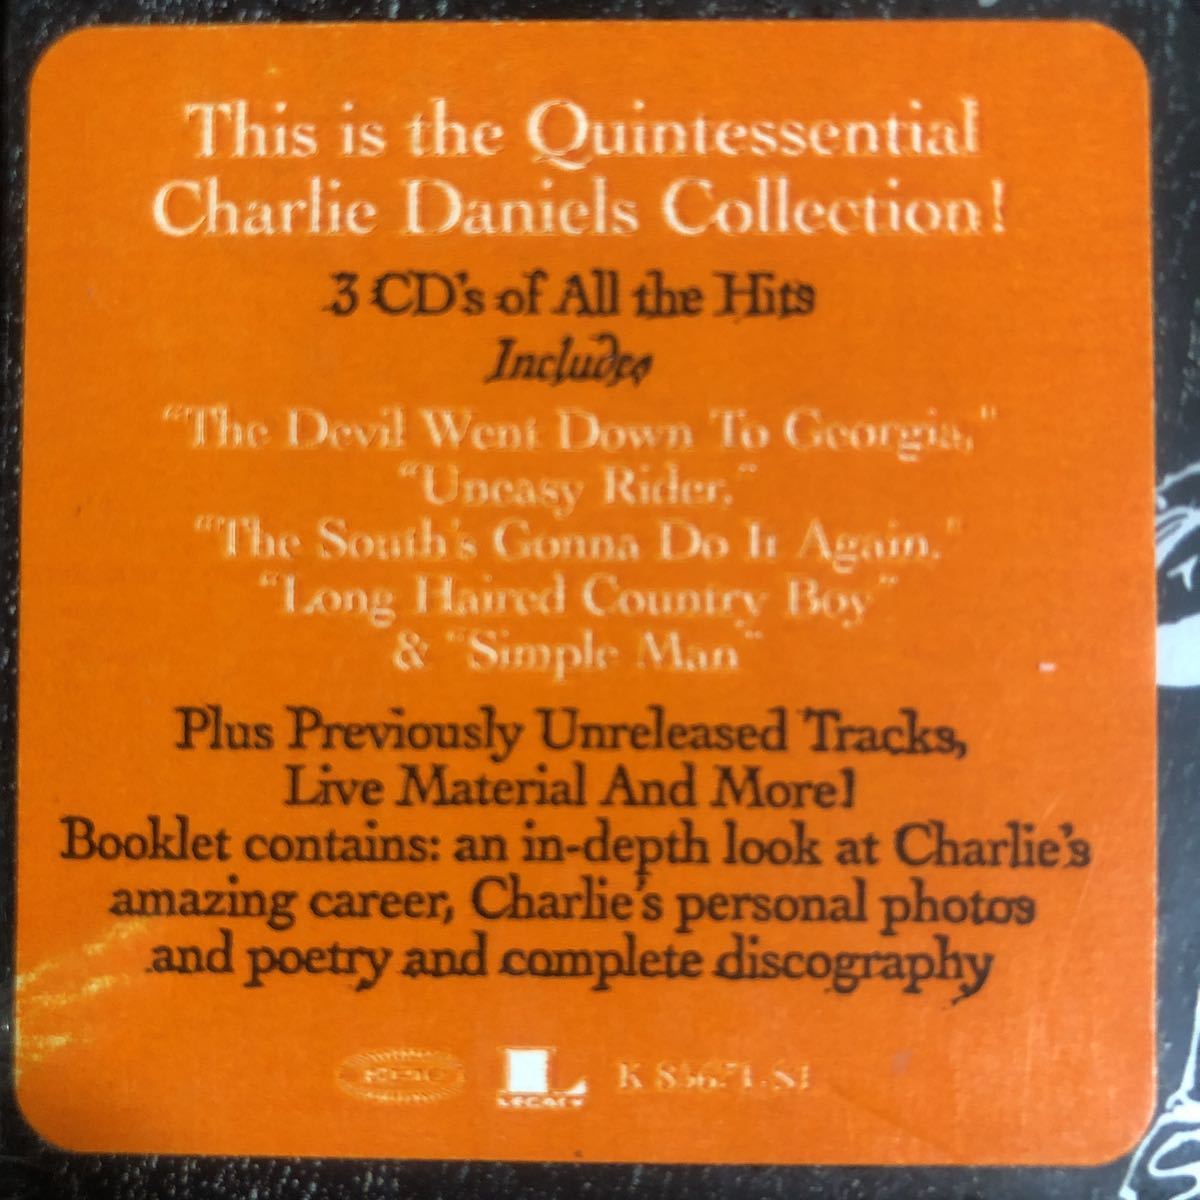 This is the Quintessential
Charlie Daniels Collection!
3 CD's of All the Hits
Includes
"The Devil Went Down To Georgia,"
"Uneasy Rider,"
"The South's Gonna Do It Again,"
"Long Haired Country Boy"
& "Simple Man"
Plus Previously Unreleased Tracks,
Live Material And More!
Booklet contains: an in-depth look at Charlie's
amazing career, Charlie's personal photos
and poetry and complete discography
EPIC
L
LEGACY